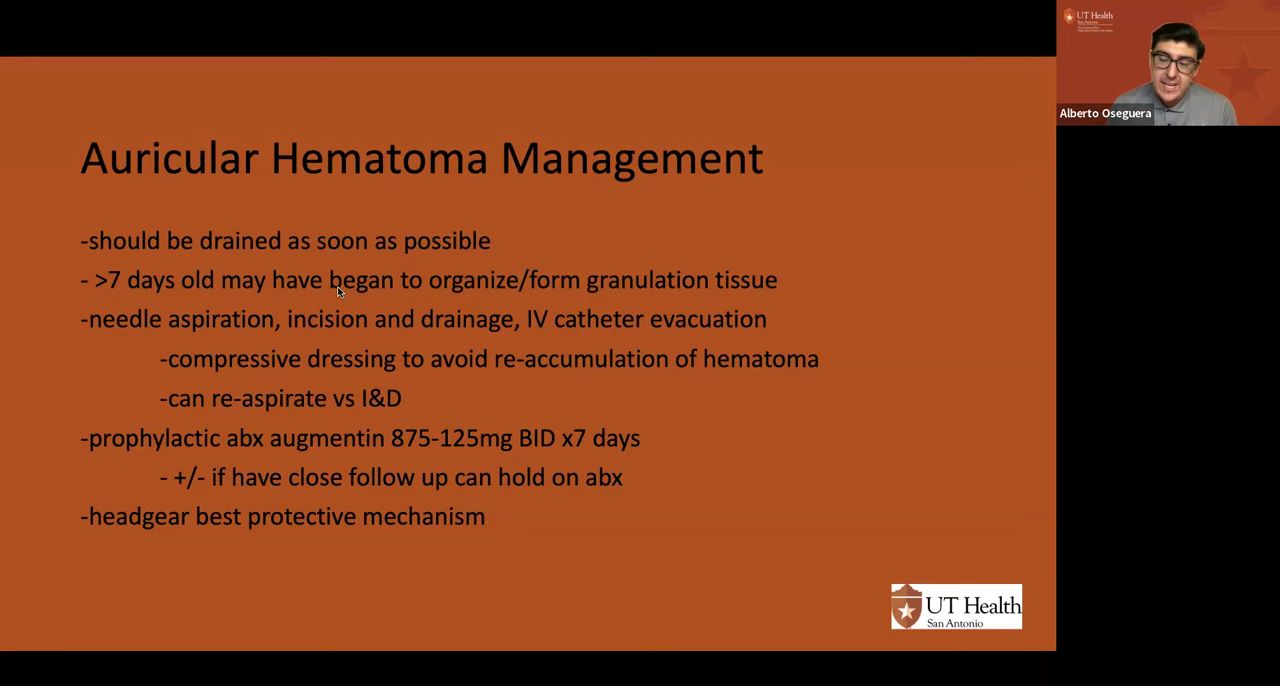 Auricular Hematoma Management
-should be drained as soon as possible
- >7 days old may have began to organize/form granulation tissue
-needle aspiration, incision and drainage, IV catheter evacuation
-compressive dressing to avoid re-accumulation of hematoma
-can re-aspirate vs I&D
-prophylactic abx augmentin 875-125mg BID x7 days
- +/- if have close follow up can hold on abx
-headgear best protective mechanism
UT Health
San Antonio
UT Health
San Antonio
Alberto Oseguera